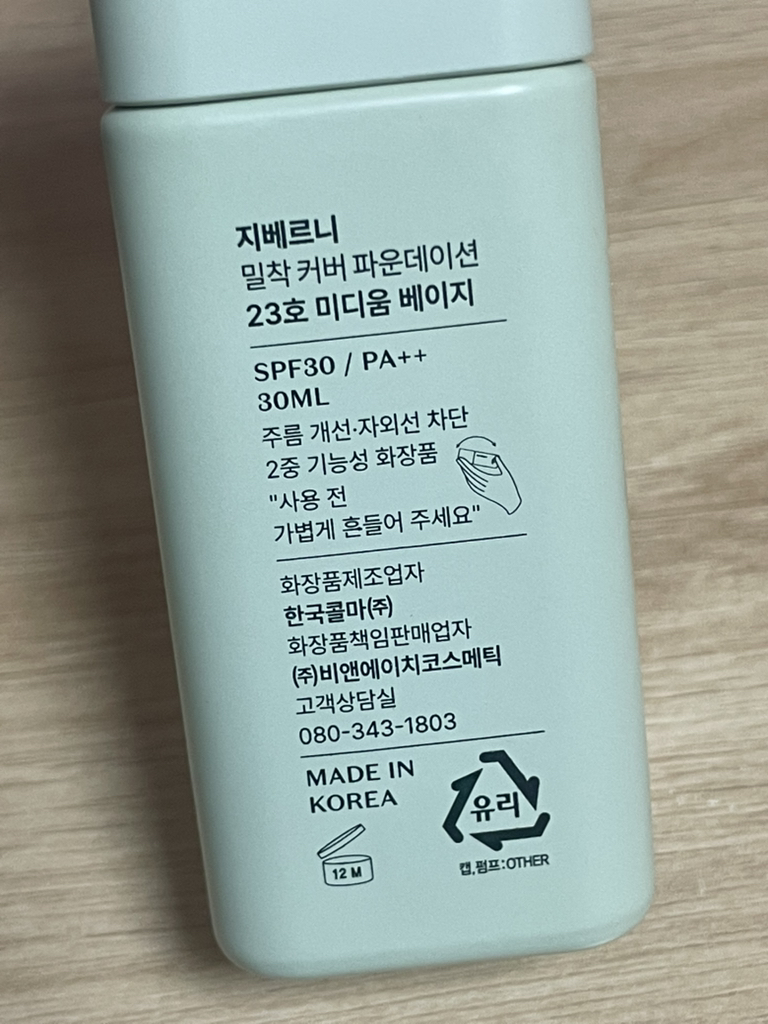 지베르니
밀착 커버 파운데이션
23호 미디움 베이지
SPF30 / PA++
30ML
주름 개선·자외선 차단
2중 기능성 화장품
"사용 전
가볍게 흔들어 주세요"
화장품제조업자
한국콜마㈜
화장품책임판매업자
㈜비앤에이치코스메틱
고객상담실
080-343-1803
MADE IN
KOREA
12 M
유리
캡,펌프:OTHER